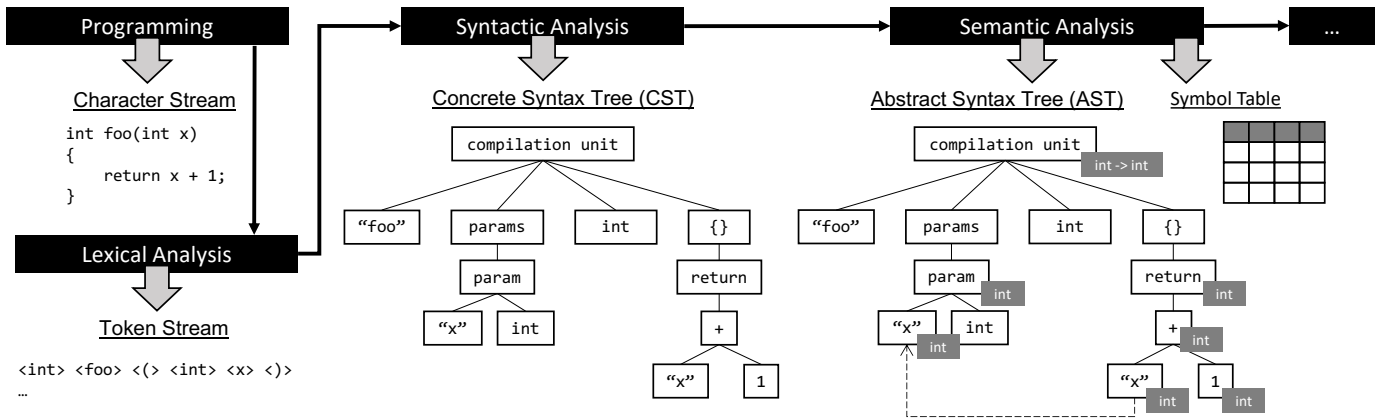 Programming
Character Stream
int foo(int x)
{
return x + 1;
}
Lexical Analysis
Token Stream
<int> <foo> <(> <int> <x> <)>
…
Syntactic Analysis
Concrete Syntax Tree (CST)
compilation unit
“foo” params int {}
param return
“x” int +
“x” 1
Semantic Analysis
Abstract Syntax Tree (AST)
compilation unit
int -> int
“foo” params int {}
param return
int int
“x” int +
int int
“x” 1
int int
Symbol Table
…